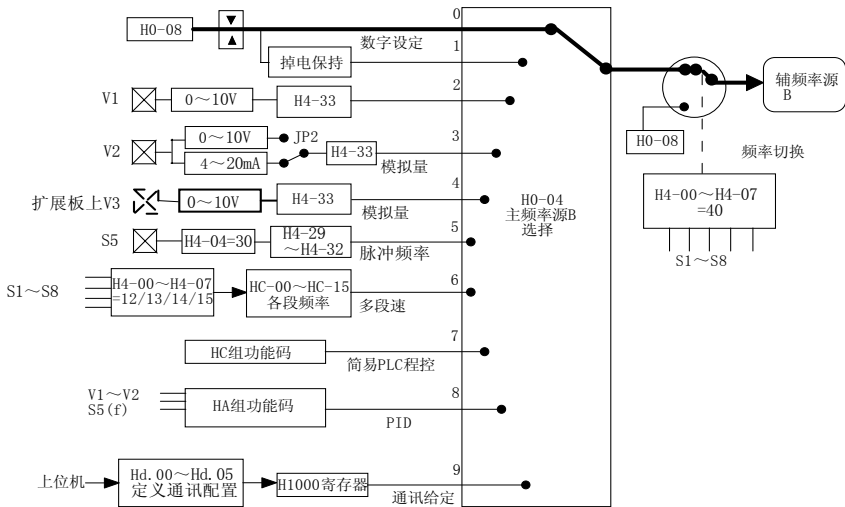 H0-08
▼
▲
0
数字设定
1
掉电保持
2
V1
0～10V
H4-33
V2
0～10V
JP2
4～20mA
H4-33
3
模拟量
扩展板上V3
0～10V
H4-33
4
模拟量
S5
H4-04=30
H4-29
～H4-32
5
脉冲频率
S1～S8
H4-00～H4-07
=12/13/14/15
HC-00～HC-15
各段频率
6
多段速
HC组功能码
7
简易PLC程控
V1～V2
S5(f)
HA组功能码
8
PID
上位机
Hd.00～Hd.05
定义通讯配置
H1000寄存器
9
通讯给定
H0-04
主频率源B
选择
H0-08
辅频率源
B
频率切换
H4-00～H4-07
=40
S1～S8